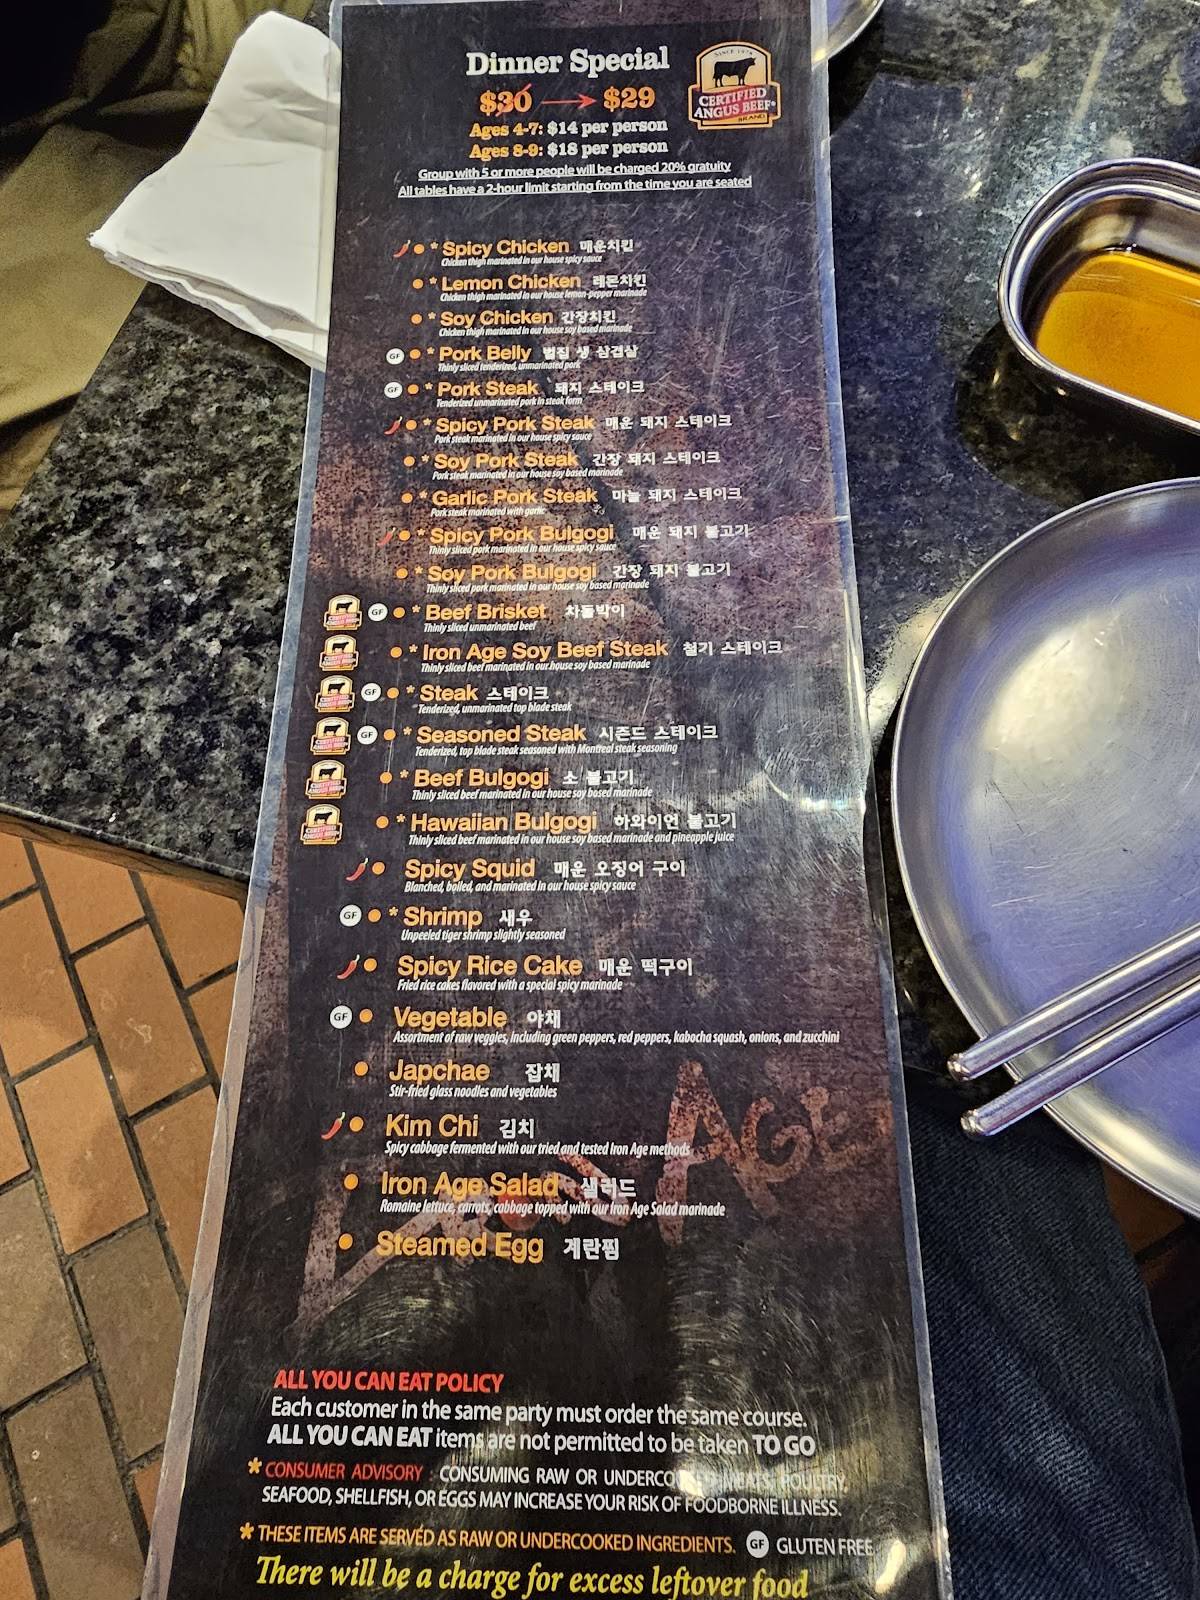 Dinner Special
$30 → $29
Ages 4-7: $14 per person
Ages 8-9: $18 per person
SINCE 1978
CERTIFIED
ANGUS BEEF®
BRAND
Group with 5 or more people will be charged 20% gratuity
All tables have a 2-hour limit starting from the time you are seated
* Spicy Chicken 매운치킨
Chicken thigh marinated in our house spicy sauce
* Lemon Chicken 레몬치킨
Chicken thigh marinated in our house lemon-pepper marinade
* Soy Chicken 간장치킨
Chicken thigh marinated in our house soy based marinade
GF * Pork Belly 벌집 생 삼겹살
Thinly sliced tenderized, unmarinated pork
GF * Pork Steak 돼지 스테이크
Tenderized unmarinated pork in steak form
* Spicy Pork Steak 매운 돼지 스테이크
Pork steak marinated in our house spicy sauce
* Soy Pork Steak 간장 돼지 스테이크
Pork steak marinated in our house soy based marinade
* Garlic Pork Steak 마늘 돼지 스테이크
Pork steak marinated with garlic
* Spicy Pork Bulgogi 매운 돼지 불고기
Thinly sliced pork marinated in our house spicy sauce
* Soy Pork Bulgogi 간장 돼지 불고기
Thinly sliced pork marinated in our house soy based marinade
GF * Beef Brisket 차돌박이
Thinly sliced unmarinated beef
* Iron Age Soy Beef Steak 철기 스테이크
Thinly sliced beef marinated in our house soy based marinade
GF * Steak 스테이크
Tenderized, unmarinated top blade steak
GF * Seasoned Steak 시즌드 스테이크
Tenderized, top blade steak seasoned with Montreal steak seasoning
* Beef Bulgogi 소 불고기
Thinly sliced beef marinated in our house soy based marinade
* Hawaiian Bulgogi 하와이언 불고기
Thinly sliced beef marinated in our house soy based marinade and pineapple juice
Spicy Squid 매운 오징어 구이
Blanched, boiled, and marinated in our house spicy sauce
GF * Shrimp 새우
Unpeeled tiger shrimp slightly seasoned
Spicy Rice Cake 매운 떡구이
Fried rice cakes flavored with a special spicy marinade
GF Vegetable 야채
Assortment of raw veggies, including green peppers, red peppers, kabocha squash, onions, and zucchini
Japchae 잡채
Stir-fried glass noodles and vegetables
Kim Chi 김치
Spicy cabbage fermented with our tried and tested Iron Age methods
Iron Age Salad 샐러드
Romaine lettuce, carrots, cabbage topped with our Iron Age Salad marinade
Steamed Egg 계란찜
ALL YOU CAN EAT POLICY
Each customer in the same party must order the same course.
ALL YOU CAN EAT items are not permitted to be taken TO GO
* CONSUMER ADVISORY : CONSUMING RAW OR UNDERCOOKED MEATS, POULTRY,
SEAFOOD, SHELLFISH, OR EGGS MAY INCREASE YOUR RISK OF FOODBORNE ILLNESS.
* THESE ITEMS ARE SERVED AS RAW OR UNDERCOOKED INGREDIENTS. GF GLUTEN FREE
There will be a charge for excess leftover food